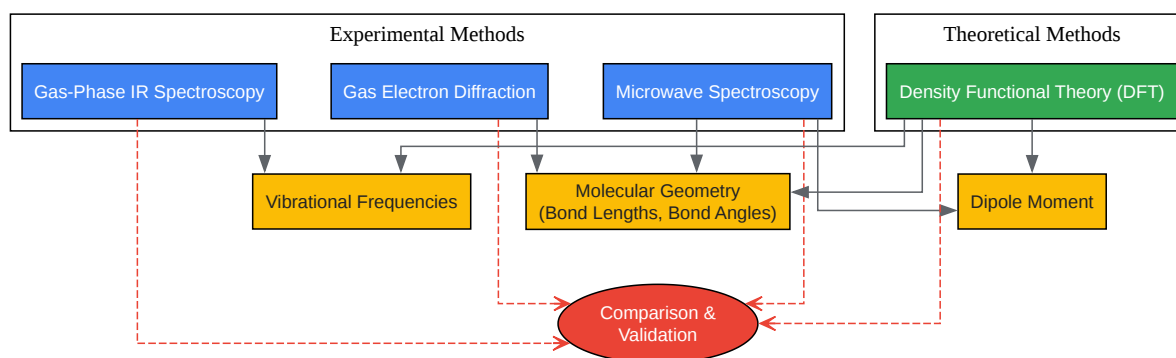 Experimental Methods
Theoretical Methods
Gas-Phase IR Spectroscopy
Gas Electron Diffraction
Microwave Spectroscopy
Density Functional Theory (DFT)
Vibrational Frequencies
Molecular Geometry
(Bond Lengths, Bond Angles)
Dipole Moment
Comparison &
Validation